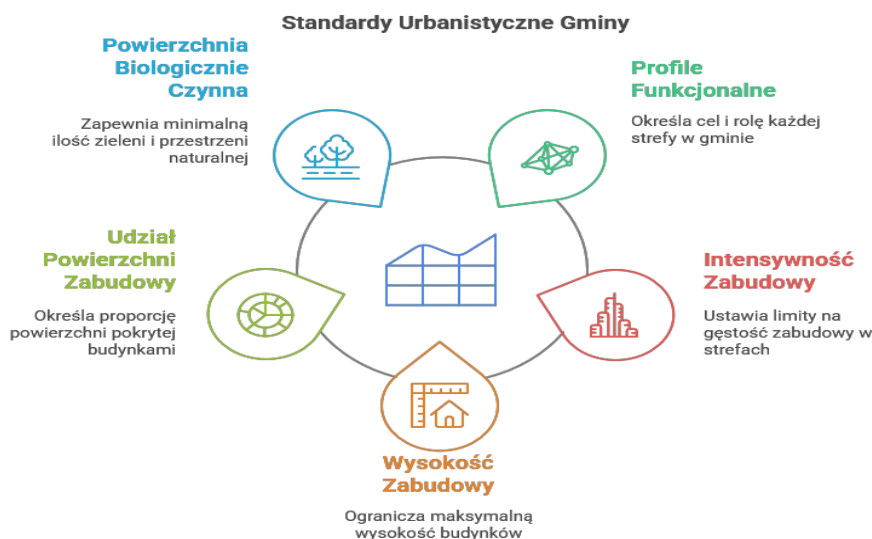 Standardy Urbanistyczne Gminy
Powierzchnia
Biologicznie
Czynna
Zapewnia minimalną
ilość zieleni i przestrzeni
naturalnej
Profile
Funkcjonalne
Określa cel i rolę każdej
strefy w gminie
Udział
Powierzchni
Zabudowy
Określa proporcję
powierzchni pokrytej
budynkami
Intensywność
Zabudowy
Ustawia limity na
gęstość zabudowy w
strefach
Wysokość
Zabudowy
Ogranicza maksymalną
wysokość budynków